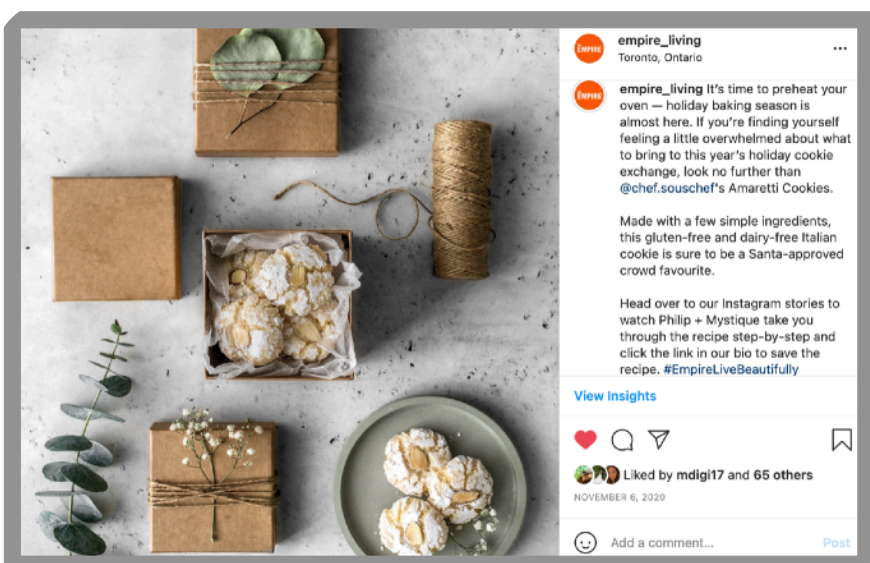 empire_living
Toronto, Ontario
THE
EMPIRE
EMPIRE
empire_living It's time to preheat your
oven — holiday baking season is
almost here. If you're finding yourself
feeling a little overwhelmed about what
to bring to this year's holiday cookie
exchange, look no further than
@chef.souschef's Amaretti Cookies.
Made with a few simple ingredients,
this gluten-free and dairy-free Italian
cookie is sure to be a Santa-approved
crowd favourite.
Head over to our Instagram stories to
watch Philip + Mystique take you
through the recipe step-by-step and
click the link in our bio to save the
recipe. #EmpireLiveBeautifully
View Insights
Liked by mdigi17 and 65 others
NOVEMBER 6, 2020
Add a comment...
Post